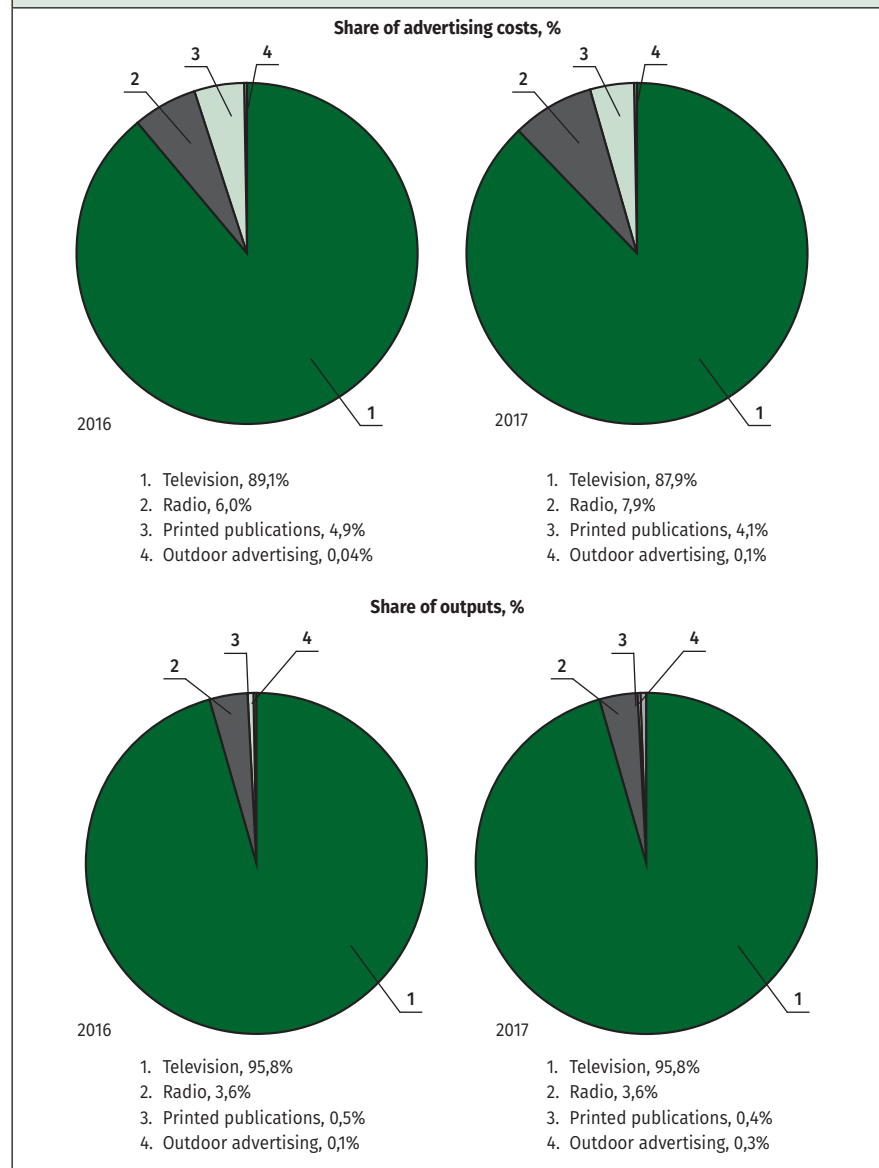 Share of advertising costs, %
2
3
4
1
2016
2
3
4
1
2017
1. Television, 89,1%
2. Radio, 6,0%
3. Printed publications, 4,9%
4. Outdoor advertising, 0,04%
1. Television, 87,9%
2. Radio, 7,9%
3. Printed publications, 4,1%
4. Outdoor advertising, 0,1%
Share of outputs, %
2
3
4
1
2016
2
3
4
1
2017
1. Television, 95,8%
2. Radio, 3,6%
3. Printed publications, 0,5%
4. Outdoor advertising, 0,1%
1. Television, 95,8%
2. Radio, 3,6%
3. Printed publications, 0,4%
4. Outdoor advertising, 0,3%